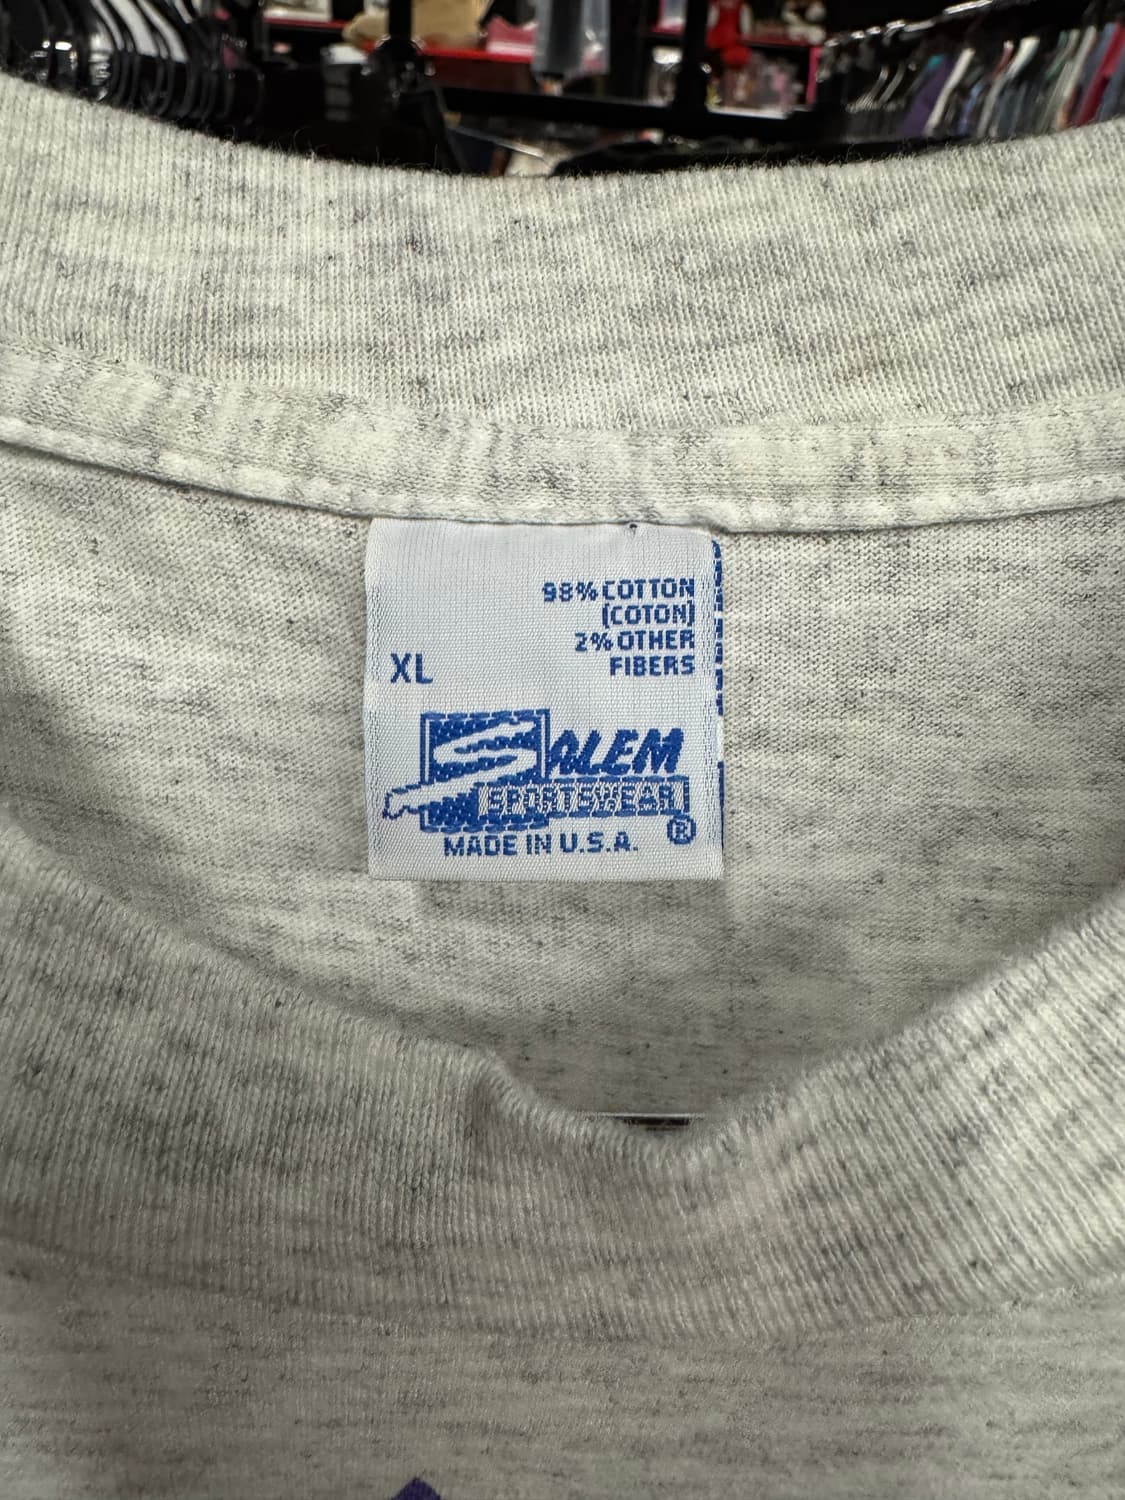 98% COTTON
(COTON)
2% OTHER
FIBERS
XL
SALEM
SPORTSWEAR
®
MADE IN U.S.A.